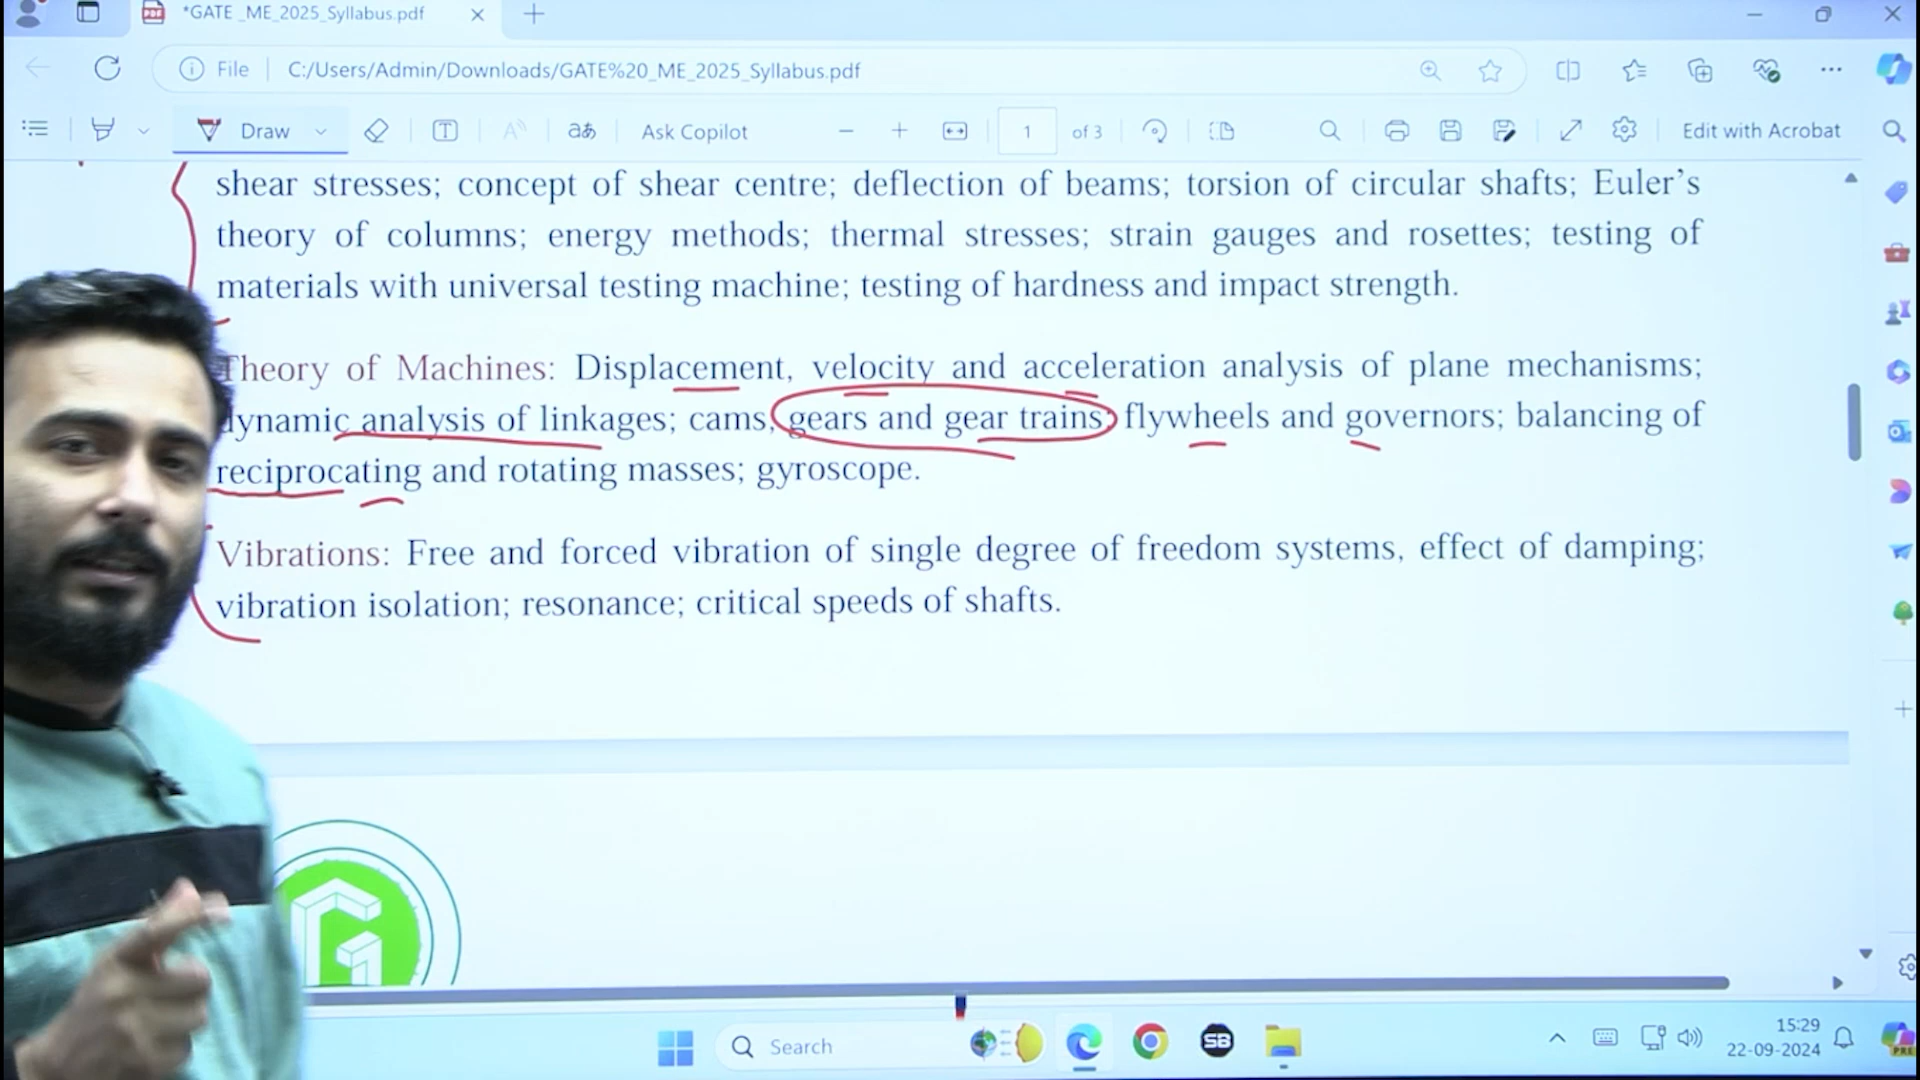 *GATE _ME_2025_Syllabus.pdf
File
C:/Users/Admin/Downloads/GATE%20_ME_2025_Syllabus.pdf
Draw
aあ
Ask Copilot
1
of 3
Edit with Acrobat
shear stresses; concept of shear centre; deflection of beams; torsion of circular shafts; Euler's
theory of columns; energy methods; thermal stresses; strain gauges and rosettes; testing of
materials with universal testing machine; testing of hardness and impact strength.
Theory of Machines: Displacement, velocity and acceleration analysis of plane mechanisms;
dynamic analysis of linkages; cams; gears and gear trains; flywheels and governors; balancing of
reciprocating and rotating masses; gyroscope.
Vibrations: Free and forced vibration of single degree of freedom systems, effect of damping;
vibration isolation; resonance; critical speeds of shafts.
Search
SB
15:29
22-09-2024
PRE